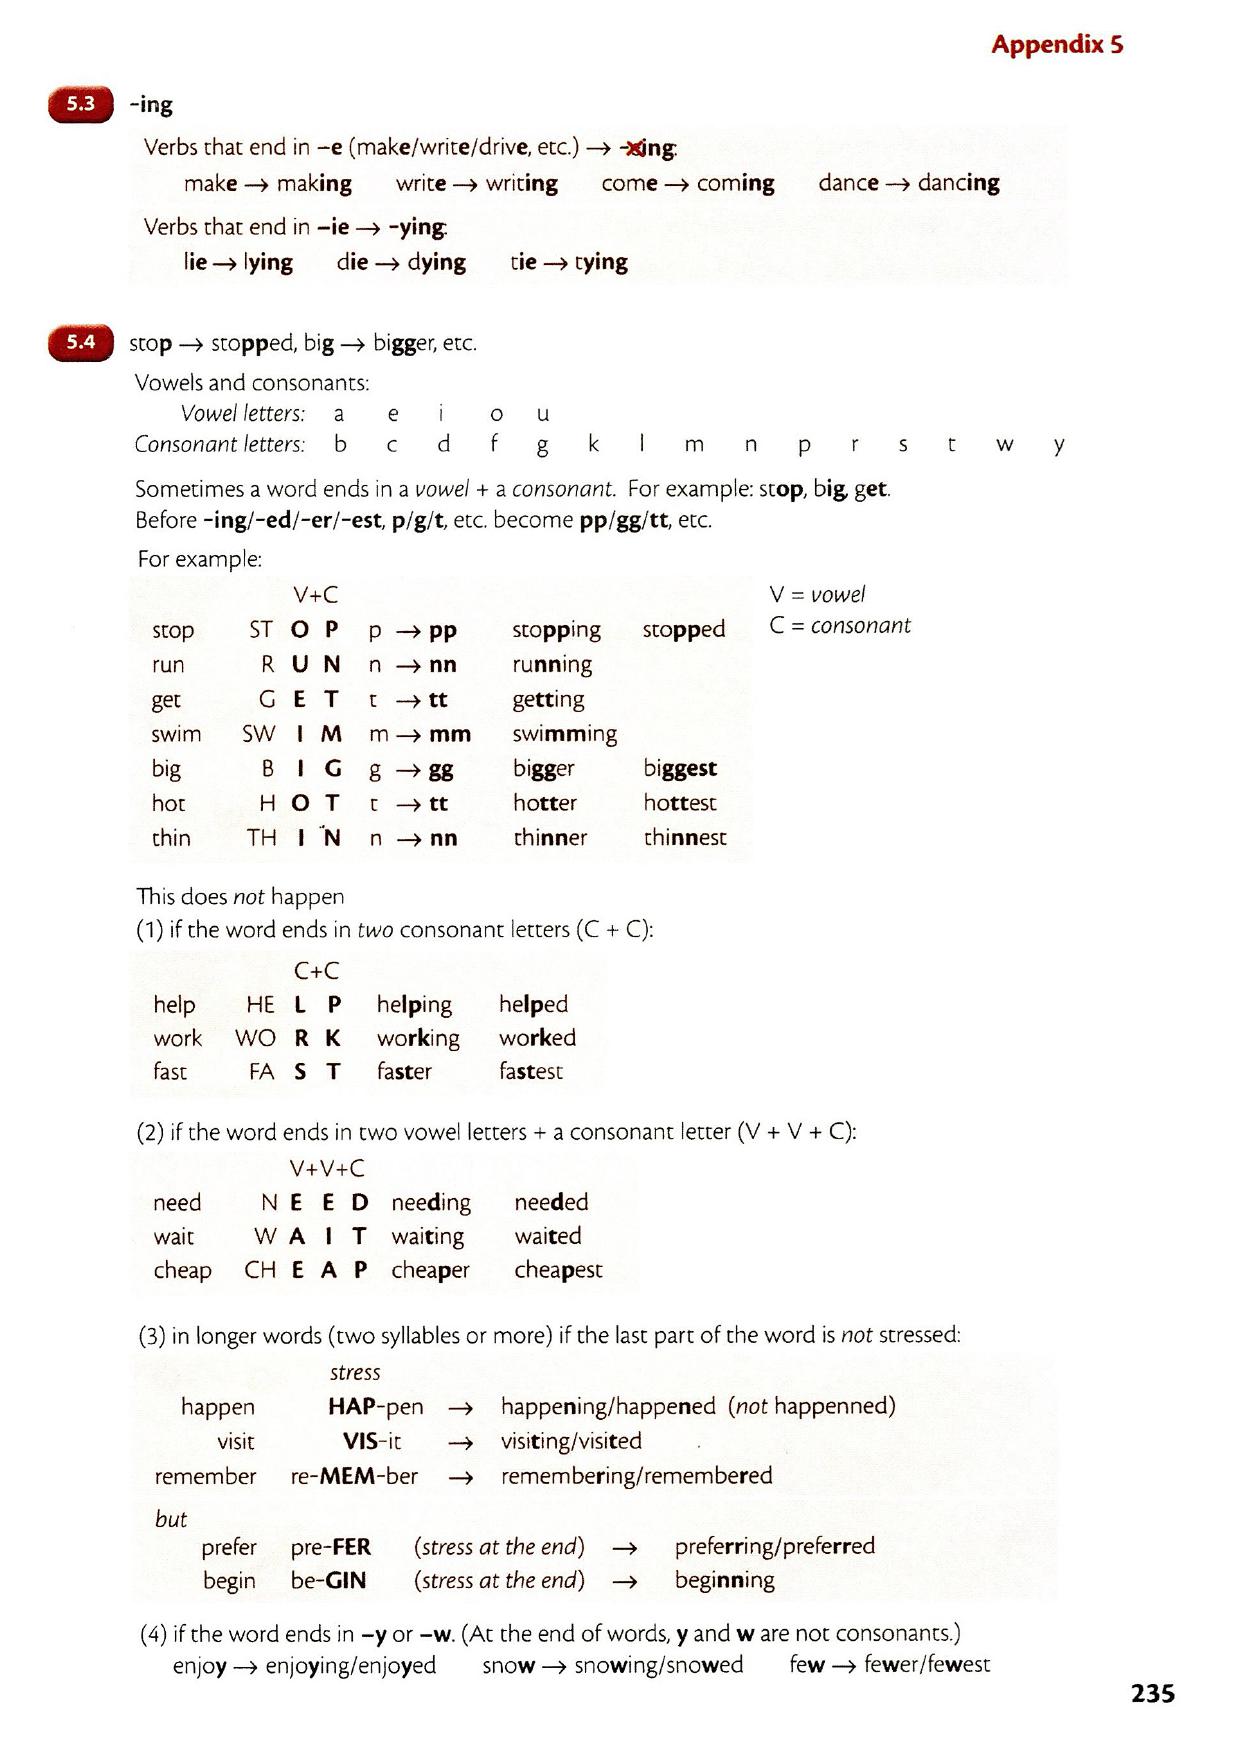 Appendix 5
5.3 -ing
Verbs that end in –e (make/write/drive, etc.) → -xing:
make → making write → writing come → coming dance → dancing
Verbs that end in –ie → -ying:
lie → lying die → dying tie → tying
5.4 stop → stopped, big → bigger, etc.
Vowels and consonants:
Vowel letters: a e i o u
Consonant letters: b c d f g k l m n p r s t w y
Sometimes a word ends in a vowel + a consonant. For example: stop, big, get.
Before -ing/-ed/-er/-est, p/g/t, etc. become pp/gg/tt, etc.
For example:
V+C V = vowel
stop ST O P p → pp stopping stopped C = consonant
run R U N n → nn running
get G E T t → tt getting
swim SW I M m → mm swimming
big B I G g → gg bigger biggest
hot H O T t → tt hotter hottest
thin TH I N n → nn thinner thinnest
This does not happen
(1) if the word ends in two consonant letters (C + C):
C+C
help HE L P helping helped
work WO R K working worked
fast FA S T faster fastest
(2) if the word ends in two vowel letters + a consonant letter (V + V + C):
V+V+C
need N E E D needing needed
wait W A I T waiting waited
cheap CH E A P cheaper cheapest
(3) in longer words (two syllables or more) if the last part of the word is not stressed:
stress
happen HAP-pen → happening/happened (not happenned)
visit VIS-it → visiting/visited
remember re-MEM-ber → remembering/remembered
but
prefer pre-FER (stress at the end) → preferring/preferred
begin be-GIN (stress at the end) → beginning
(4) if the word ends in –y or –w. (At the end of words, y and w are not consonants.)
enjoy → enjoying/enjoyed snow → snowing/snowed few → fewer/fewest
235